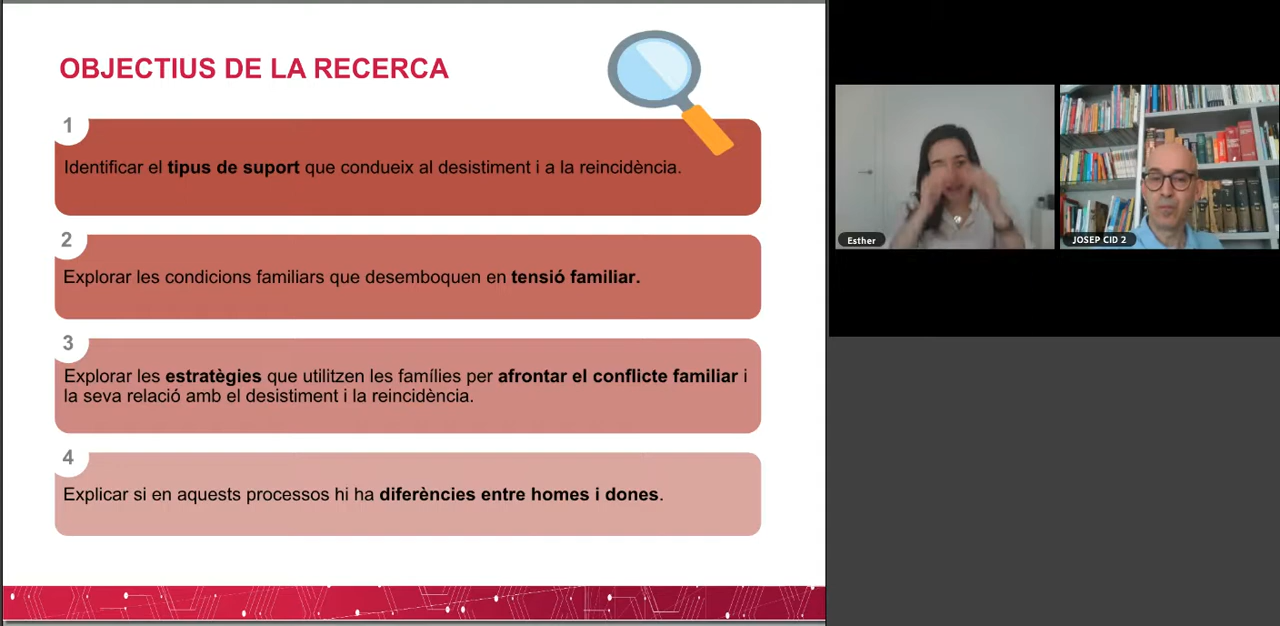 OBJECTIUS DE LA RECERCA
1
Identificar el tipus de suport que condueix al desistiment i a la reincidència.
2
Explorar les condicions familiars que desemboquen en tensió familiar.
3
Explorar les estratègies que utilitzen les famílies per afrontar el conflicte familiar i
la seva relació amb el desistiment i la reincidència.
4
Explicar si en aquests processos hi ha diferències entre homes i dones.
Esther
JOSEP CID 2